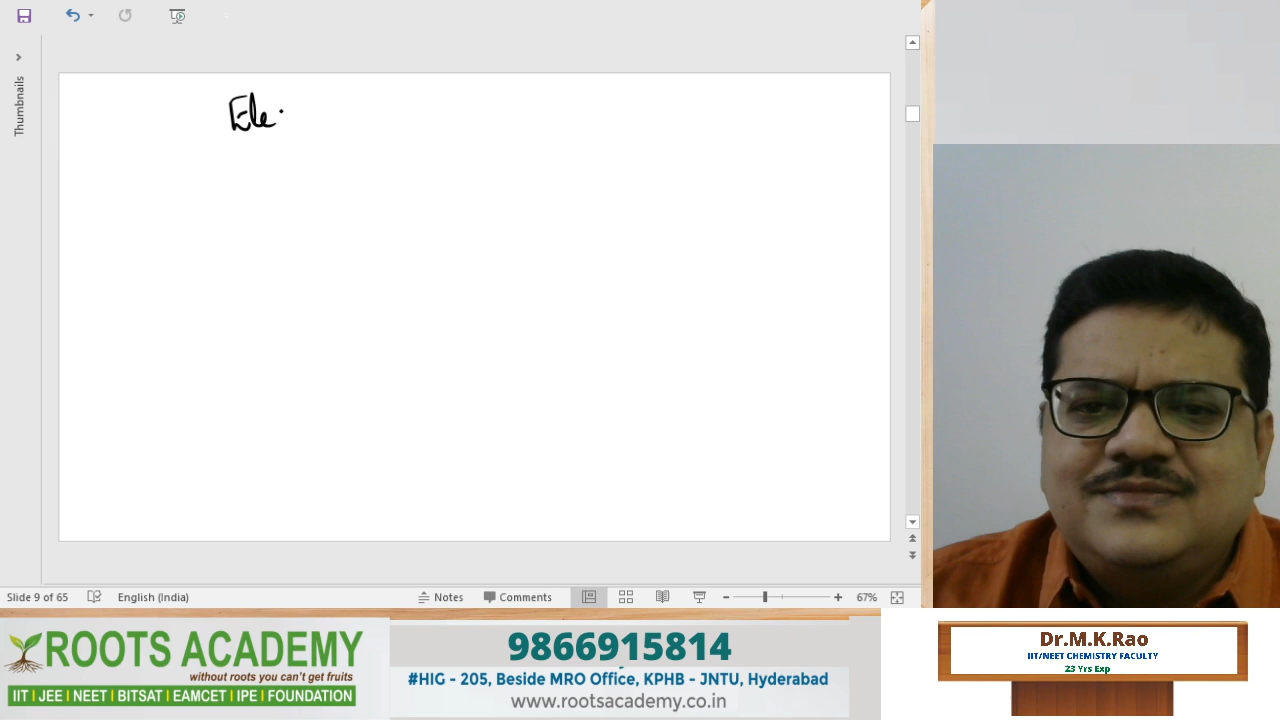 Thumbnails
Ele
Slide 9 of 65
English (India)
Notes
Comments
67%
ROOTS ACADEMY
without roots you can't get fruits
IIT I JEE I NEET I BITSAT I EAMCET I IPE I FOUNDATION
9866915814
#HIG - 205, Beside MRO Office, KPHB - JNTU, Hyderabad
www.rootsacademy.co.in
Dr.M.K.Rao
IIT/NEET CHEMISTRY FACULTY
23 Yrs Exp